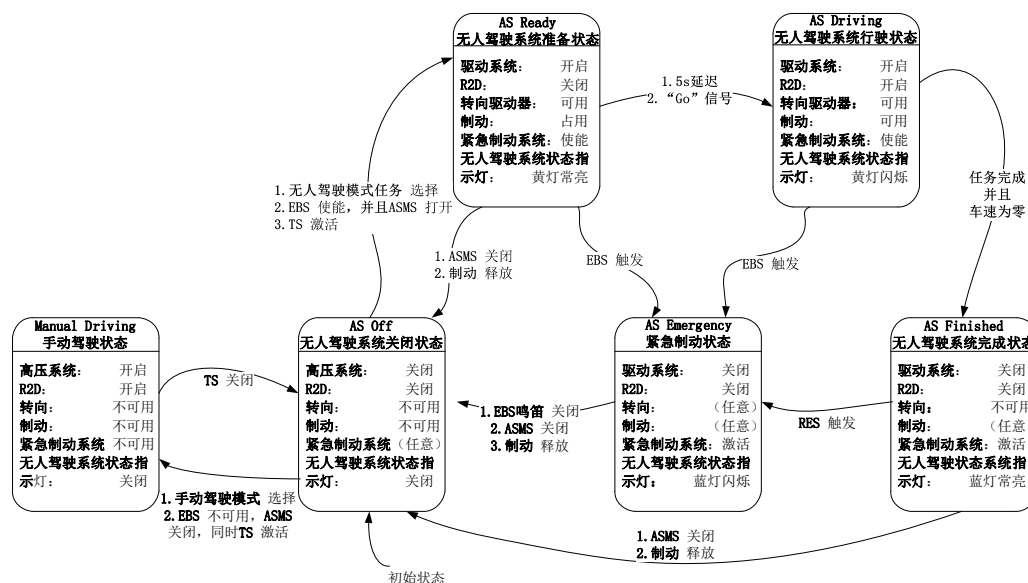 AS Ready
无人驾驶系统准备状态
驱动系统： 开启
R2D： 关闭
转向驱动器： 可用
制动： 占用
紧急制动系统： 使能
无人驾驶系统状态指
示灯： 黄灯常亮
AS Driving
无人驾驶系统行驶状态
驱动系统： 开启
R2D： 开启
转向驱动器： 可用
制动： 可用
紧急制动系统： 使能
无人驾驶系统状态指
示灯： 黄灯闪烁
1.5s延迟
2.“Go”信号
任务完成
并且
车速为零
1.无人驾驶模式任务 选择
2.EBS 使能，并且ASMS 打开
3.TS 激活
1.ASMS 关闭
2.制动 释放
EBS 触发
EBS 触发
Manual Driving
手动驾驶状态
高压系统： 开启
R2D： 开启
转向： 不可用
制动： 不可用
紧急制动系统 不可用
无人驾驶系统状态指
示灯： 关闭
TS 关闭
AS Off
无人驾驶系统关闭状态
高压系统： 关闭
R2D： 关闭
转向： 不可用
制动： 不可用
紧急制动系统（任意）
无人驾驶系统状态指
示灯： 关闭
1.EBS鸣笛 关闭
2.ASMS 关闭
3.制动 释放
AS Emergency
紧急制动状态
驱动系统： 关闭
R2D： 关闭
转向： （任意）
制动： （任意）
紧急制动系统：激活
无人驾驶系统状态指
示灯： 蓝灯闪烁
RES 触发
AS Finished
无人驾驶系统完成状态
驱动系统： 关闭
R2D： 关闭
转向： 不可用
制动： （任意
紧急制动系统：激活
无人驾驶状态系统指
示灯： 蓝灯常亮
1.手动驾驶模式 选择
2.EBS 不可用，ASMS
关闭，同时TS 激活
1.ASMS 关闭
2.制动 释放
初始状态